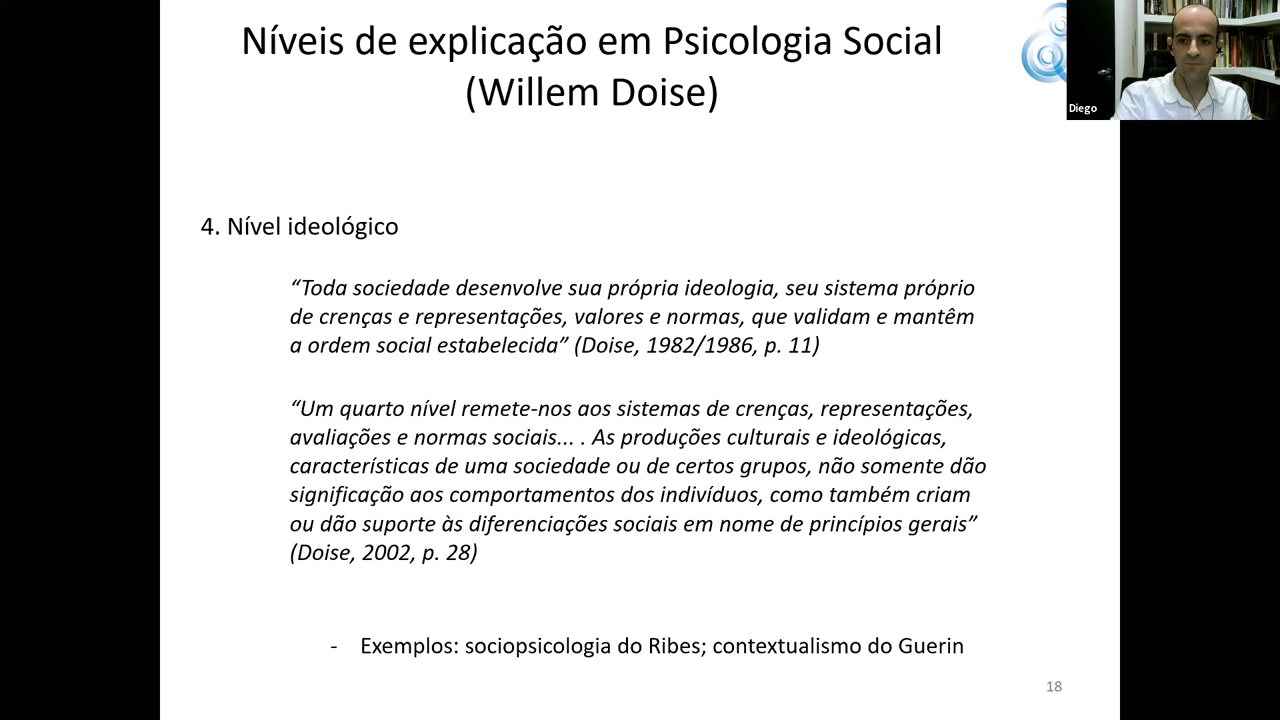 Níveis de explicação em Psicologia Social
(Willem Doise)
Diego
4. Nível ideológico
“Toda sociedade desenvolve sua própria ideologia, seu sistema próprio
de crenças e representações, valores e normas, que validam e mantêm
a ordem social estabelecida” (Doise, 1982/1986, p. 11)
“Um quarto nível remete-nos aos sistemas de crenças, representações,
avaliações e normas sociais... . As produções culturais e ideológicas,
características de uma sociedade ou de certos grupos, não somente dão
significação aos comportamentos dos indivíduos, como também criam
ou dão suporte às diferenciações sociais em nome de princípios gerais”
(Doise, 2002, p. 28)
- Exemplos: sociopsicologia do Ribes; contextualismo do Guerin
18